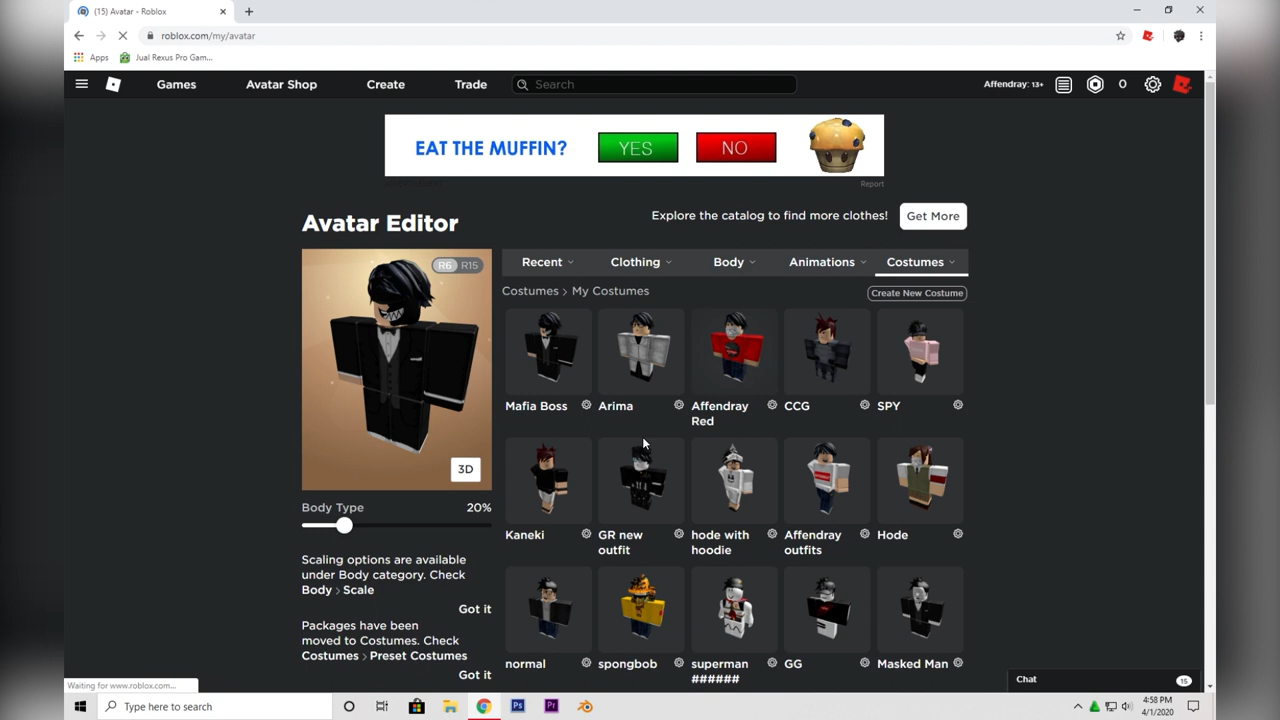 (15) Avatar - Roblox
roblox.com/my/avatar
Apps
Jual Rexus Pro Gam...
Games
Avatar Shop
Create
Trade
Search
Affendray: 13+
0
EAT THE MUFFIN?
YES
NO
Report
Avatar Editor
Explore the catalog to find more clothes!
Get More
R6 R15
3D
Body Type
20%
Scaling options are available
under Body category. Check
Body > Scale
Got it
Packages have been
moved to Costumes. Check
Costumes > Preset Costumes
Got it
Recent
Clothing
Body
Animations
Costumes
Costumes > My Costumes
Create New Costume
Mafia Boss
Arima
Affendray
Red
CCG
SPY
Kaneki
GR new
outfit
hode with
hoodie
Affendray
outfits
Hode
normal
spongbob
superman
######
GG
Masked Man
Chat
15
Waiting for www.roblox.com...
Type here to search
Ps
Pr
4:58 PM
4/1/2020